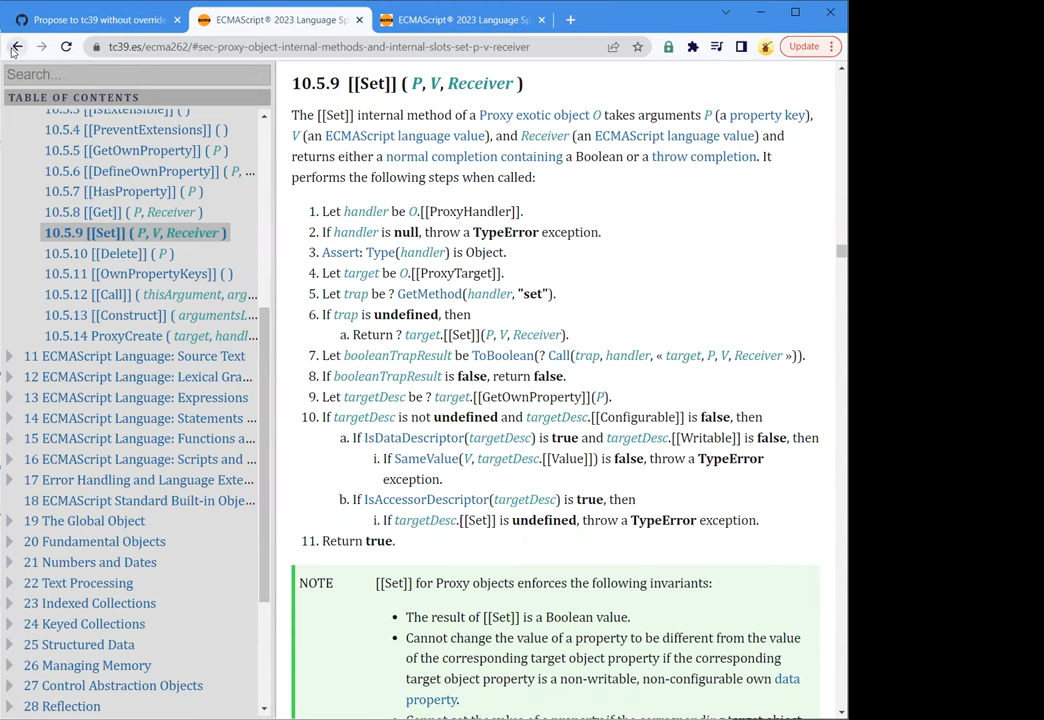 Propose to tc39 without override
ECMAScript® 2023 Language Sp
ECMAScript® 2023 Language Sp
tc39.es/ecma262/#sec-proxy-object-internal-methods-and-internal-slots-set-p-v-receiver
Update
Search...
TABLE OF CONTENTS
10.5.3 [[IsExtensible]] ( )
10.5.4 [[PreventExtensions]] ( )
10.5.5 [[GetOwnProperty]] ( P )
10.5.6 [[DefineOwnProperty]] ( P, ...
10.5.7 [[HasProperty]] ( P )
10.5.8 [[Get]] ( P, Receiver )
10.5.9 [[Set]] ( P, V, Receiver )
10.5.10 [[Delete]] ( P )
10.5.11 [[OwnPropertyKeys]] ( )
10.5.12 [[Call]] ( thisArgument, arg...
10.5.13 [[Construct]] ( argumentsL...
10.5.14 ProxyCreate ( target, handl...
11 ECMAScript Language: Source Text
12 ECMAScript Language: Lexical Gra...
13 ECMAScript Language: Expressions
14 ECMAScript Language: Statements ...
15 ECMAScript Language: Functions a...
16 ECMAScript Language: Scripts and ...
17 Error Handling and Language Exte...
18 ECMAScript Standard Built-in Obje...
19 The Global Object
20 Fundamental Objects
21 Numbers and Dates
22 Text Processing
23 Indexed Collections
24 Keyed Collections
25 Structured Data
26 Managing Memory
27 Control Abstraction Objects
28 Reflection
10.5.9 [[Set]] ( P, V, Receiver )
The [[Set]] internal method of a Proxy exotic object O takes arguments P (a property key),
V (an ECMAScript language value), and Receiver (an ECMAScript language value) and
returns either a normal completion containing a Boolean or a throw completion. It
performs the following steps when called:
1. Let handler be O.[[ProxyHandler]].
2. If handler is null, throw a TypeError exception.
3. Assert: Type(handler) is Object.
4. Let target be O.[[ProxyTarget]].
5. Let trap be ? GetMethod(handler, "set").
6. If trap is undefined, then
a. Return ? target.[[Set]](P, V, Receiver).
7. Let booleanTrapResult be ToBoolean(? Call(trap, handler, « target, P, V, Receiver »)).
8. If booleanTrapResult is false, return false.
9. Let targetDesc be ? target.[[GetOwnProperty]](P).
10. If targetDesc is not undefined and targetDesc.[[Configurable]] is false, then
a. If IsDataDescriptor(targetDesc) is true and targetDesc.[[Writable]] is false, then
i. If SameValue(V, targetDesc.[[Value]]) is false, throw a TypeError
exception.
b. If IsAccessorDescriptor(targetDesc) is true, then
i. If targetDesc.[[Set]] is undefined, throw a TypeError exception.
11. Return true.
NOTE [[Set]] for Proxy objects enforces the following invariants:
• The result of [[Set]] is a Boolean value.
• Cannot change the value of a property to be different from the value
of the corresponding target object property if the corresponding
target object property is a non-writable, non-configurable own data
property.
• Cannot set the value of a property if the corresponding target object